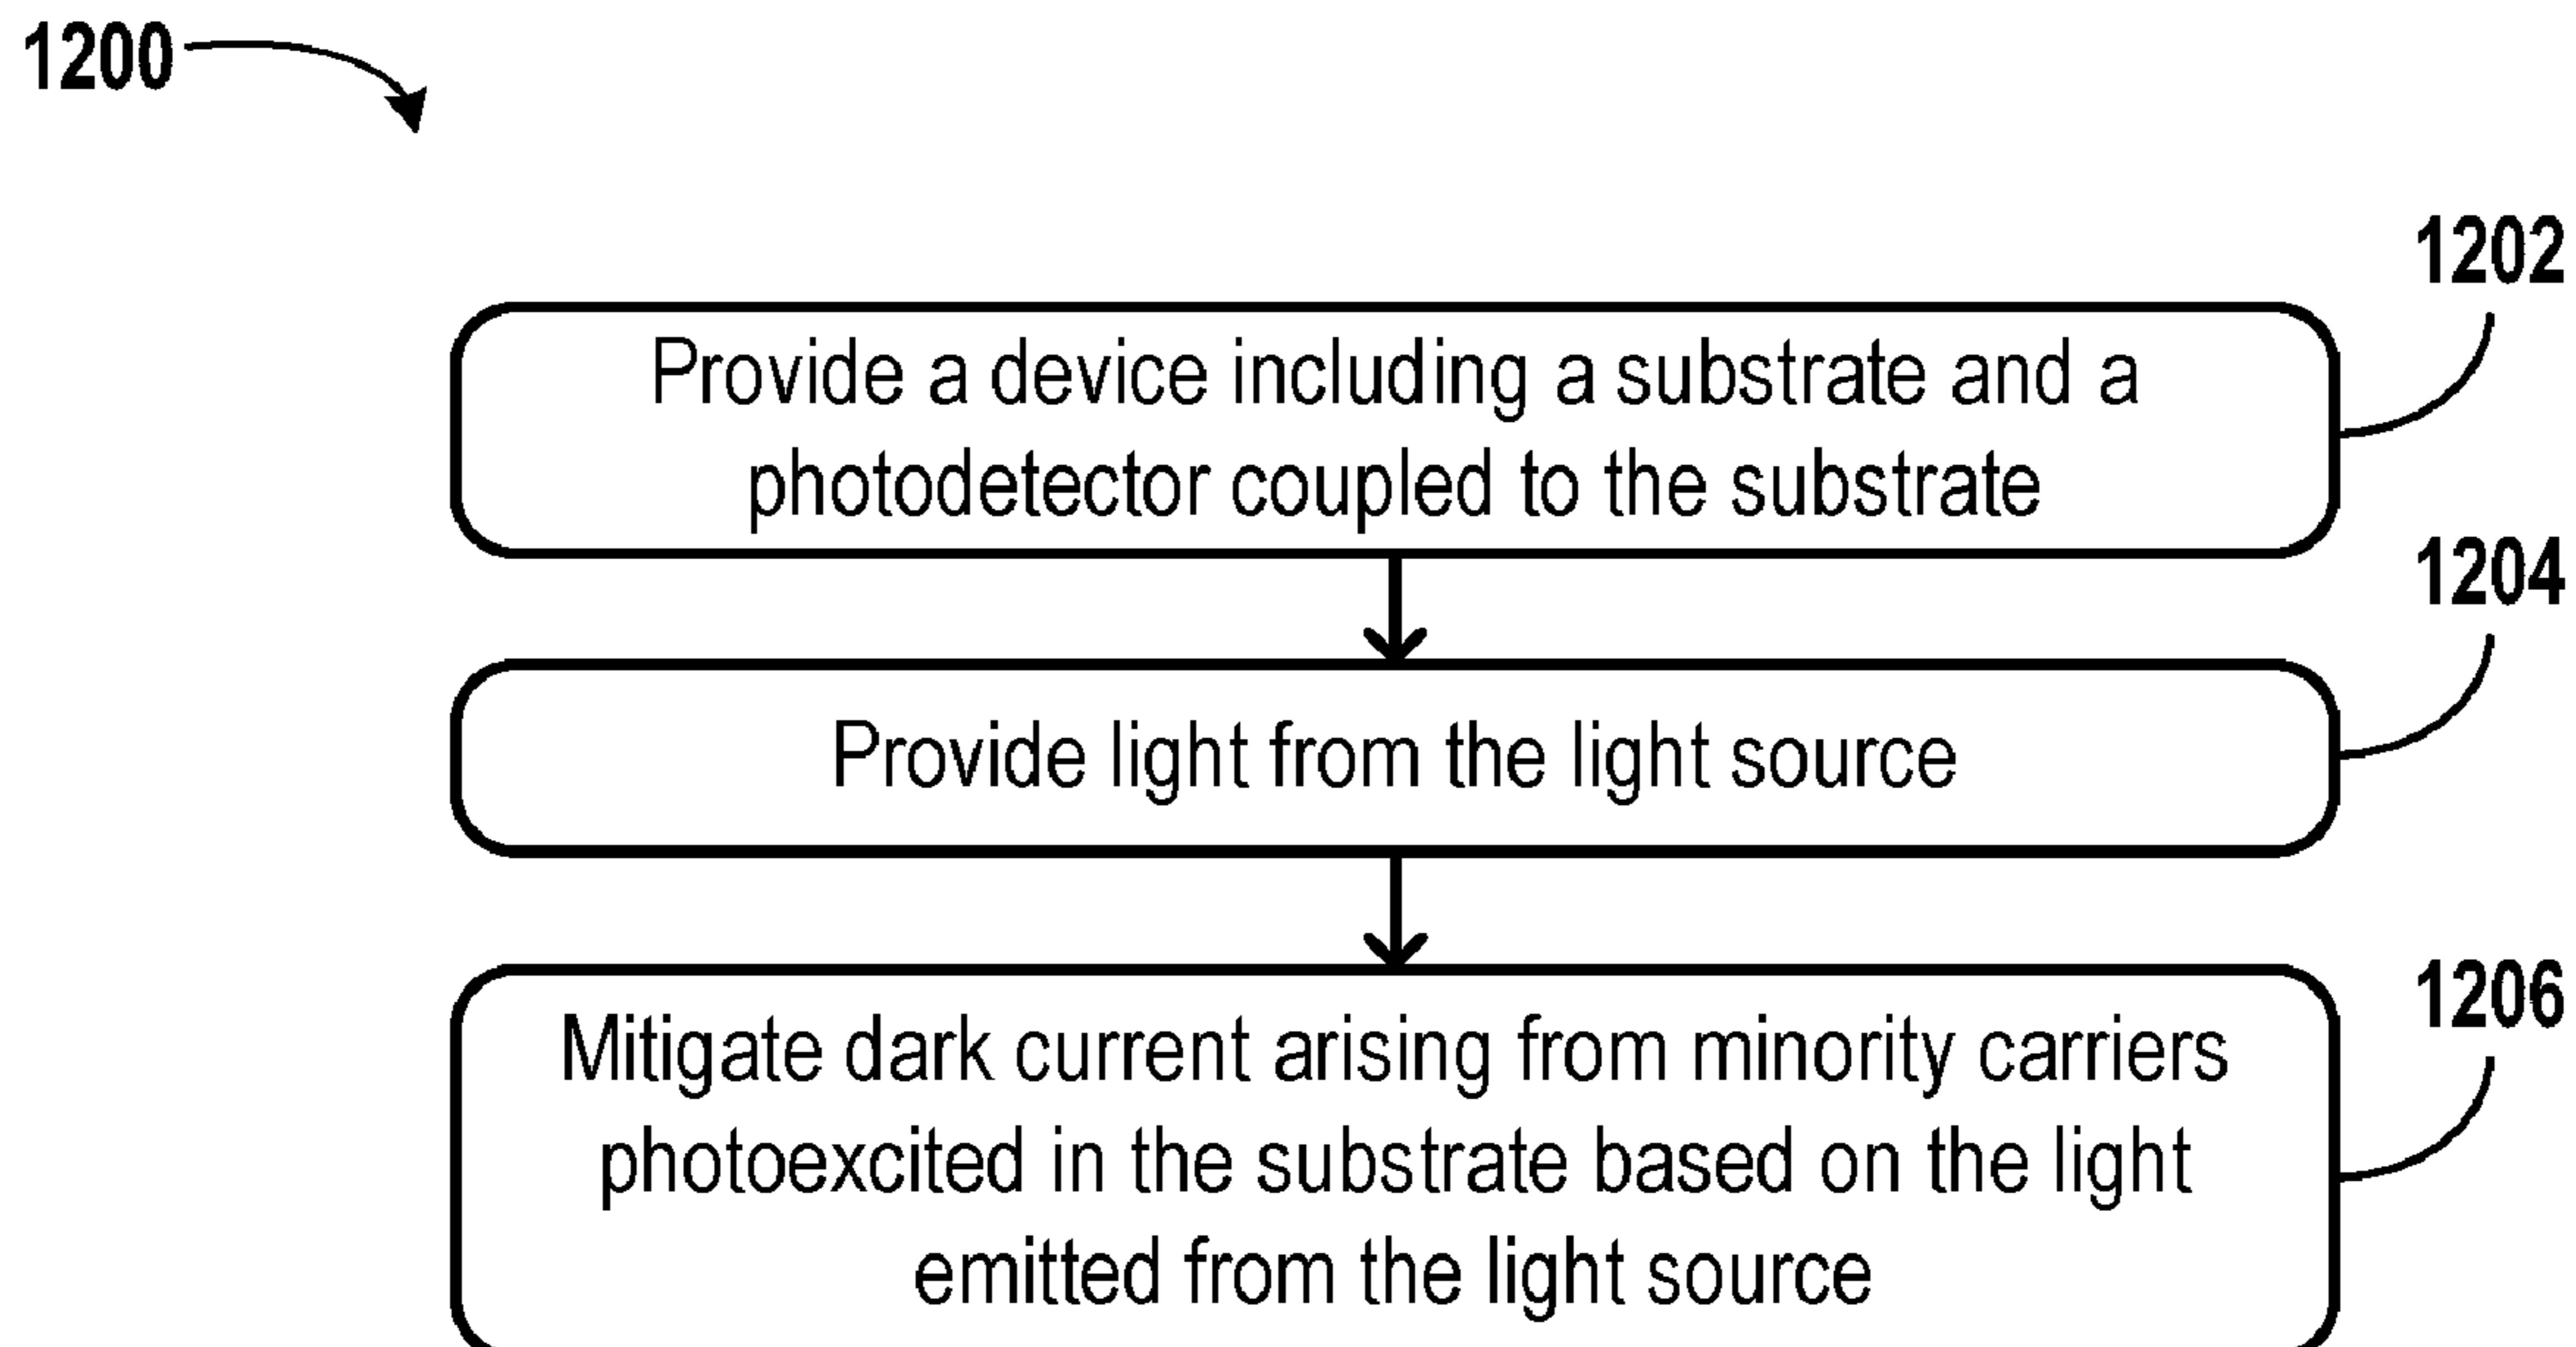 1200
1202
Provide a device including a substrate and a
photodetector coupled to the substrate
1204
Provide light from the light source
1206
Mitigate dark current arising from minority carriers
photoexcited in the substrate based on the light
emitted from the light source